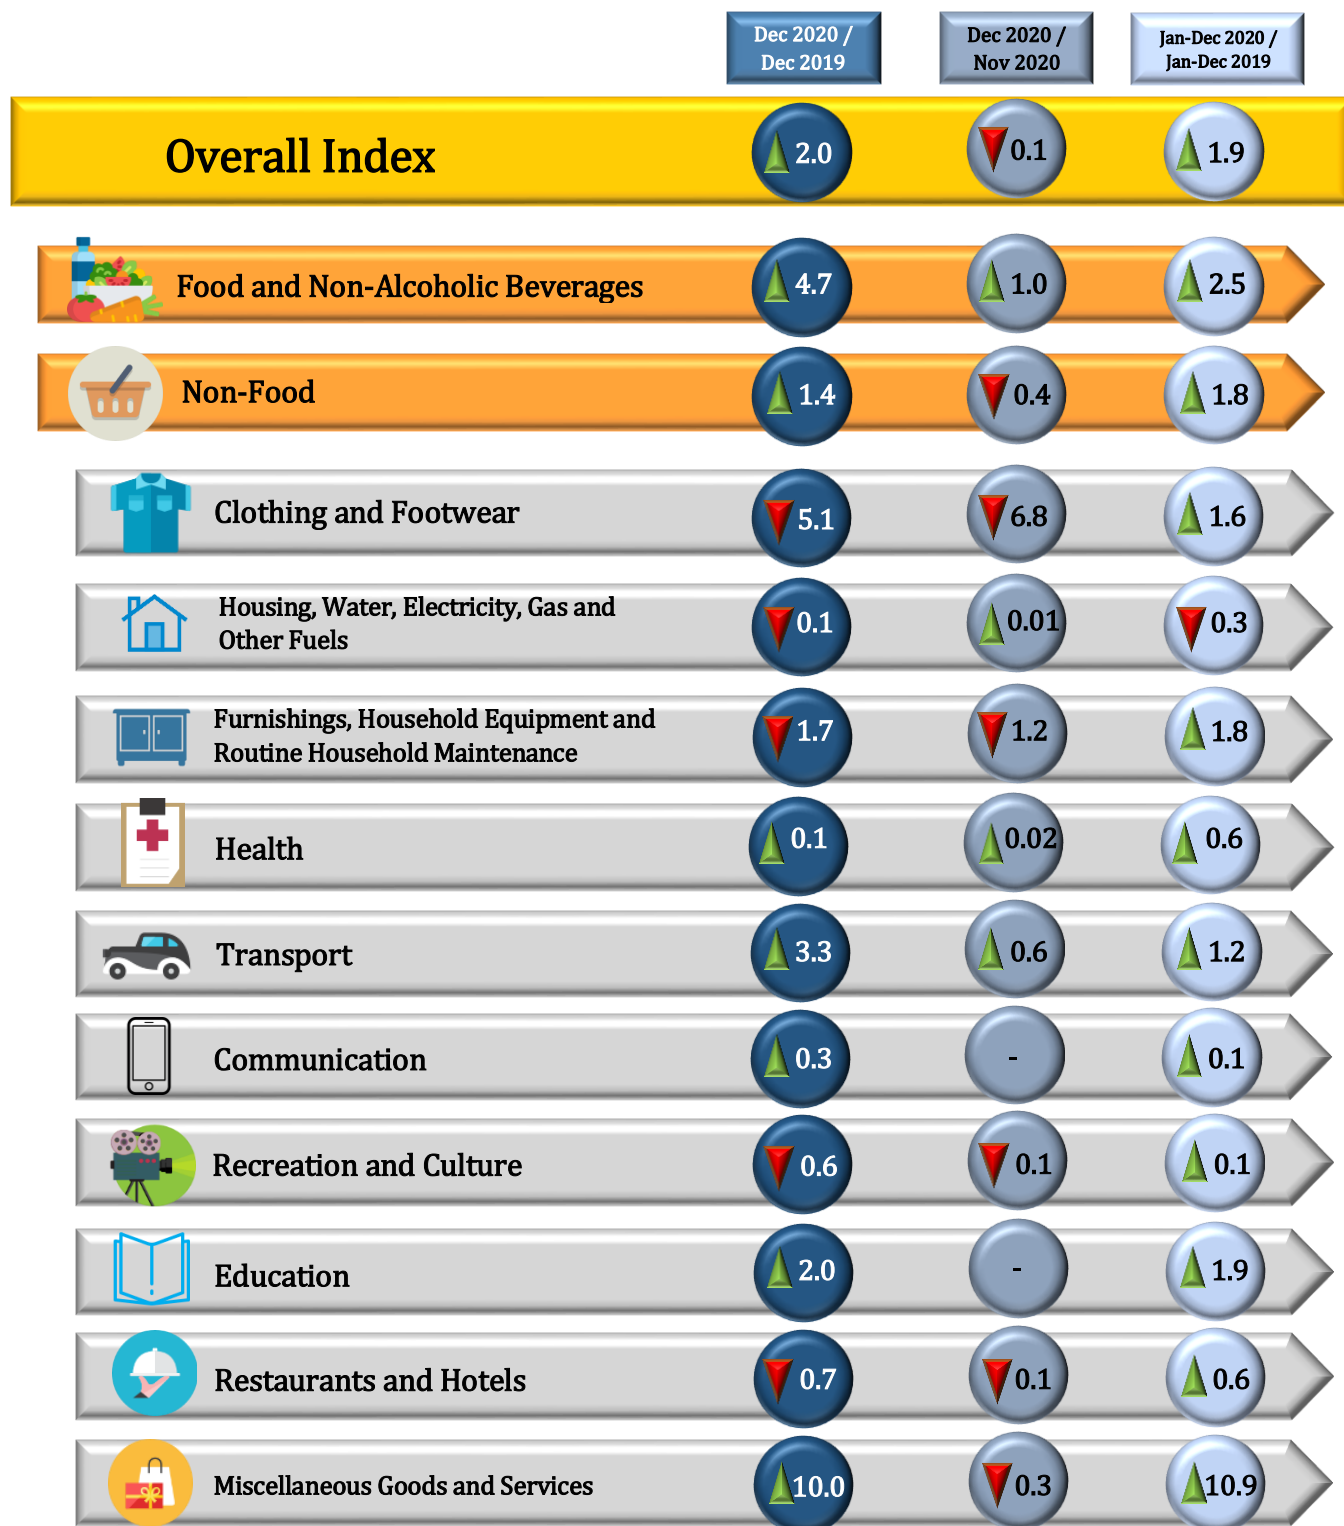 Dec 2020 /
Dec 2019
Dec 2020 /
Nov 2020
Jan-Dec 2020 /
Jan-Dec 2019
Overall Index 2.0 0.1 1.9
Food and Non-Alcoholic Beverages 4.7 1.0 2.5
Non-Food 1.4 0.4 1.8
Clothing and Footwear 5.1 6.8 1.6
Housing, Water, Electricity, Gas and
Other Fuels 0.1 0.01 0.3
Furnishings, Household Equipment and
Routine Household Maintenance 1.7 1.2 1.8
Health 0.1 0.02 0.6
Transport 3.3 0.6 1.2
Communication 0.3 - 0.1
Recreation and Culture 0.6 0.1 0.1
Education 2.0 - 1.9
Restaurants and Hotels 0.7 0.1 0.6
Miscellaneous Goods and Services 10.0 0.3 10.9